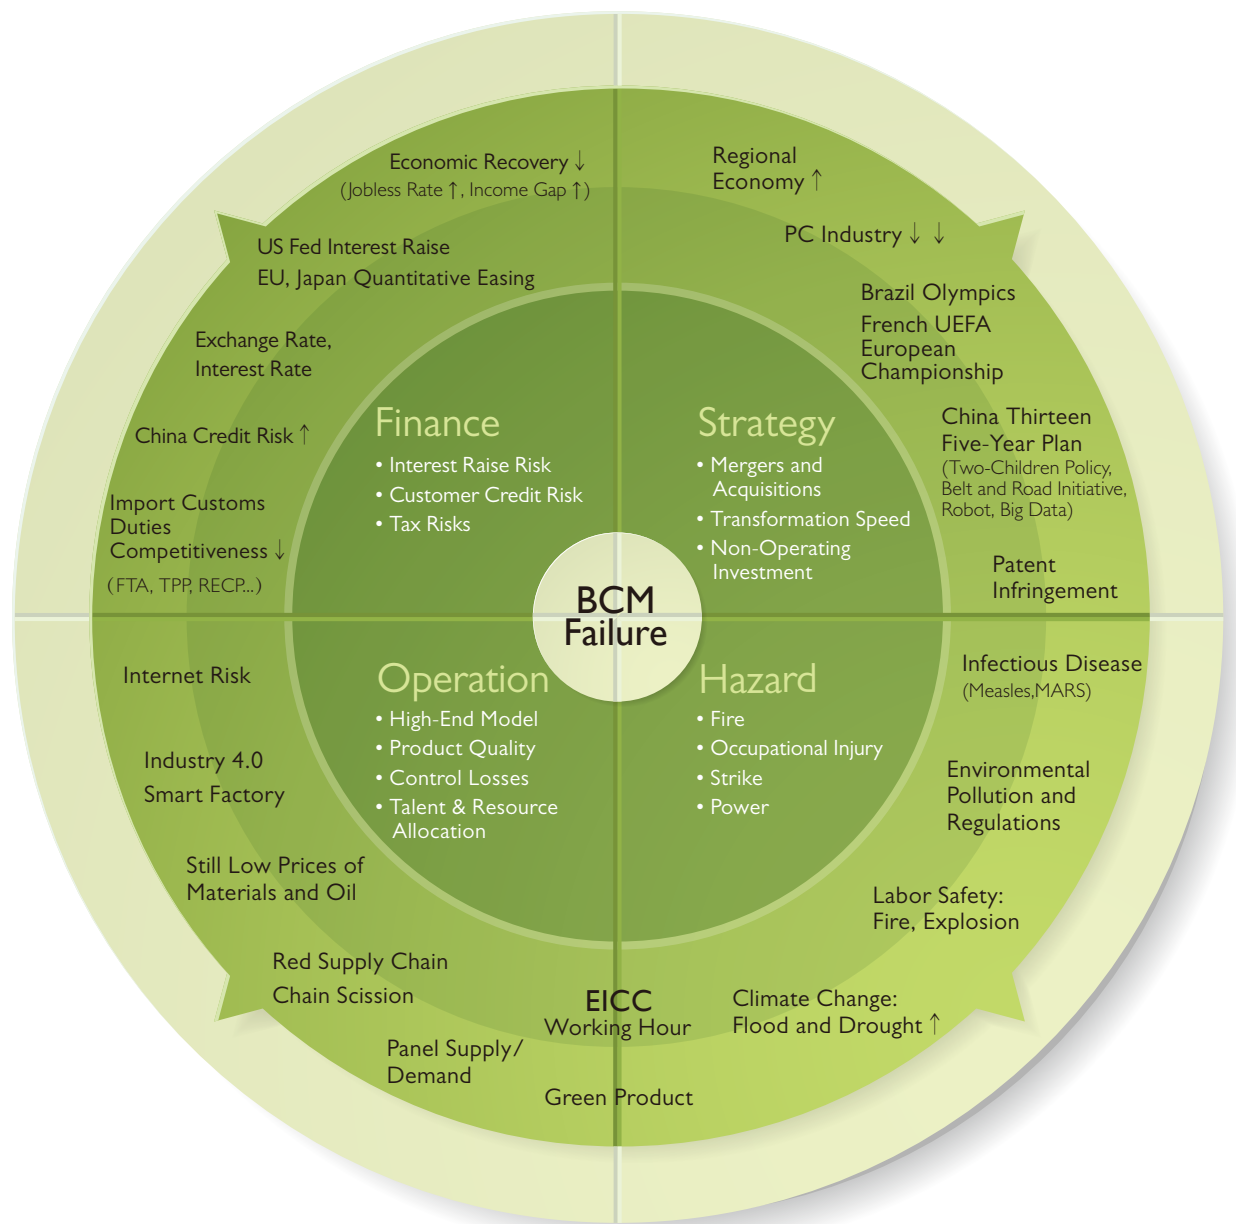 Economic Recovery ↓
(Jobless Rate ↑, Income Gap ↑)
US Fed Interest Raise
EU, Japan Quantitative Easing
Exchange Rate,
Interest Rate
China Credit Risk ↑
Import Customs
Duties
Competitiveness ↓
(FTA, TPP, RECP...)
Regional
Economy ↑
PC Industry ↓ ↓
Brazil Olympics
French UEFA
European
Championship
China Thirteen
Five-Year Plan
(Two-Children Policy,
Belt and Road Initiative,
Robot, Big Data)
Patent
Infringement
Finance
• Interest Raise Risk
• Customer Credit Risk
• Tax Risks
Strategy
• Mergers and
Acquisitions
• Transformation Speed
• Non-Operating
Investment
BCM
Failure
Operation
• High-End Model
• Product Quality
• Control Losses
• Talent & Resource
Allocation
Hazard
• Fire
• Occupational Injury
• Strike
• Power
Internet Risk
Industry 4.0
Smart Factory
Still Low Prices of
Materials and Oil
Red Supply Chain
Chain Scission
Panel Supply/
Demand
EICC
Working Hour
Green Product
Infectious Disease
(Measles,MARS)
Environmental
Pollution and
Regulations
Labor Safety:
Fire, Explosion
Climate Change:
Flood and Drought ↑